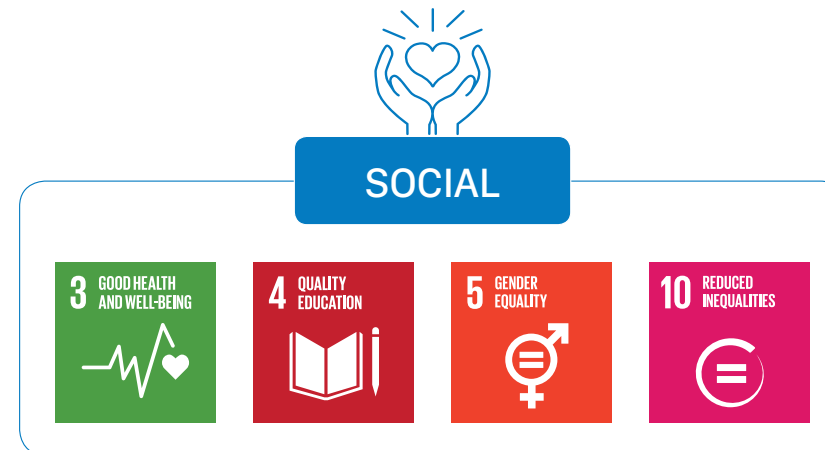 SOCIAL
3 GOOD HEALTH
AND WELL-BEING
4 QUALITY
EDUCATION
5 GENDER
EQUALITY
10 REDUCED
INEQUALITIES